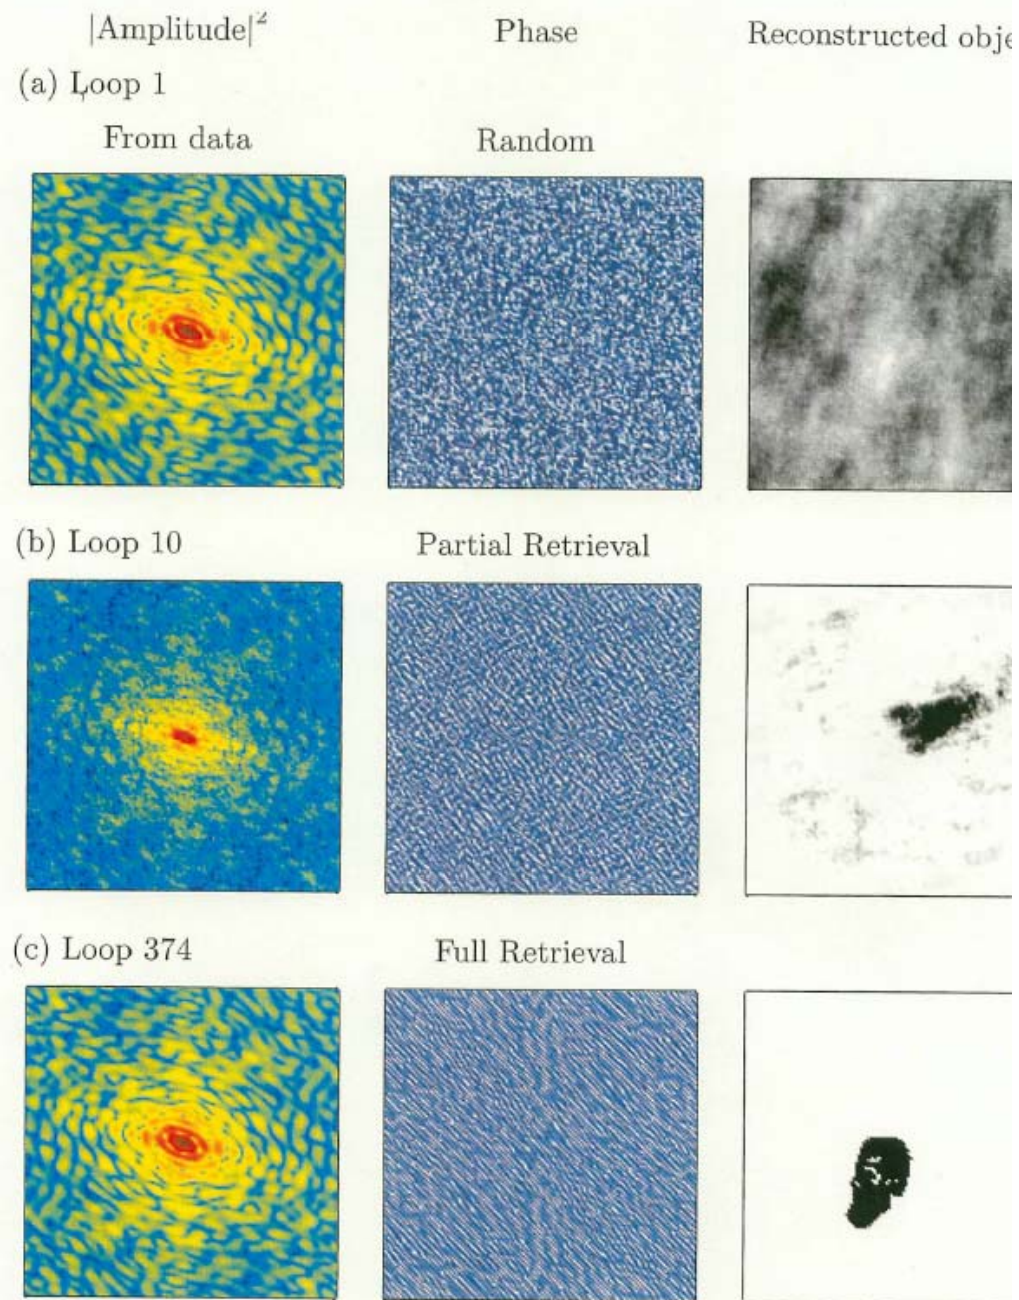 |Amplitude|² Phase Reconstructed obje
(a) Loop 1
From data Random
(b) Loop 10 Partial Retrieval
(c) Loop 374 Full Retrieval